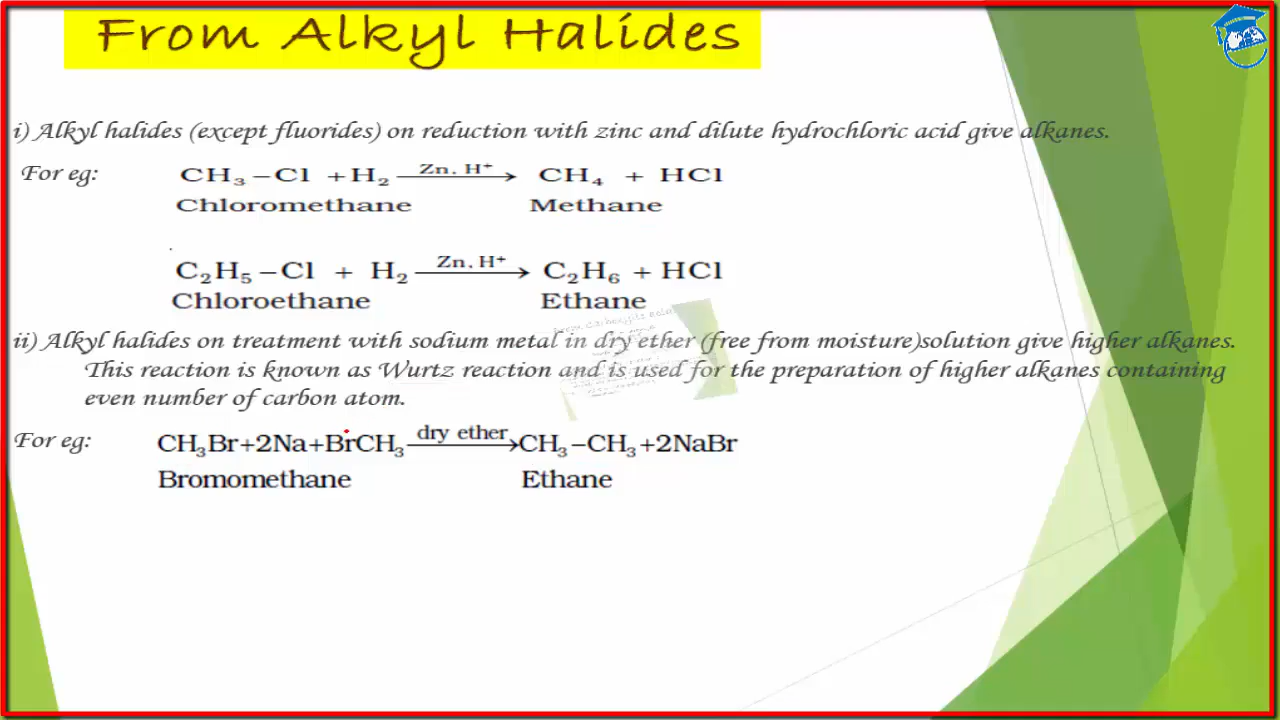 From Alkyl Halides
i) Alkyl halides (except fluorides) on reduction with zinc and dilute hydrochloric acid give alkanes.
For eg: CH₃–Cl + H₂ —Zn, H⁺→ CH₄ + HCl
Chloromethane Methane
C₂H₅–Cl + H₂ —Zn, H⁺→ C₂H₆ + HCl
Chloroethane Ethane
ii) Alkyl halides on treatment with sodium metal in dry ether (free from moisture)solution give higher alkanes.
This reaction is known as Wurtz reaction and is used for the preparation of higher alkanes containing
even number of carbon atom.
For eg: CH₃Br+2Na+BrCH₃ —dry ether→ CH₃–CH₃+2NaBr
Bromomethane Ethane